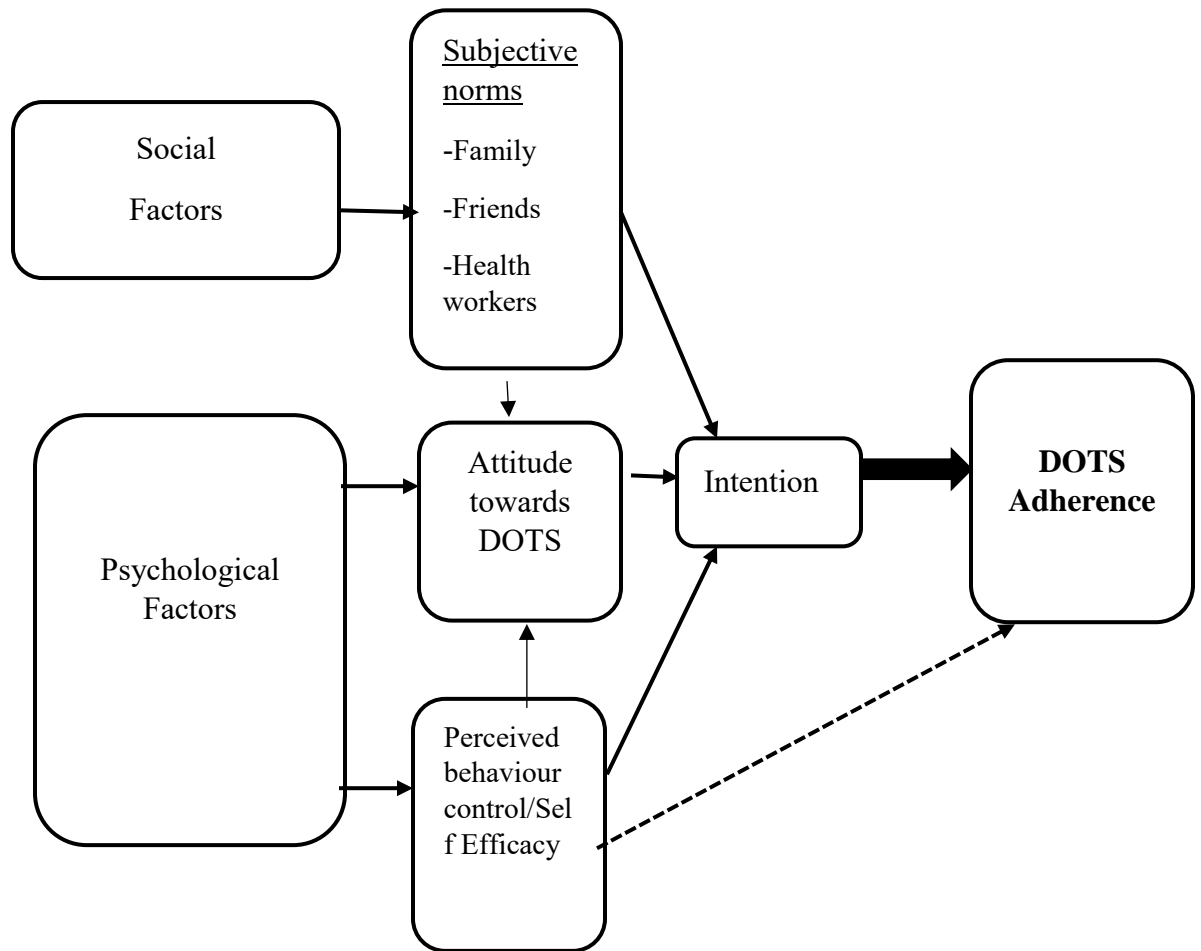 Social
Factors
Subjective
norms
-Family
-Friends
-Health
workers
Psychological
Factors
Attitude
towards
DOTS
Perceived
behaviour
control/Sel
f Efficacy
Intention
DOTS
Adherence